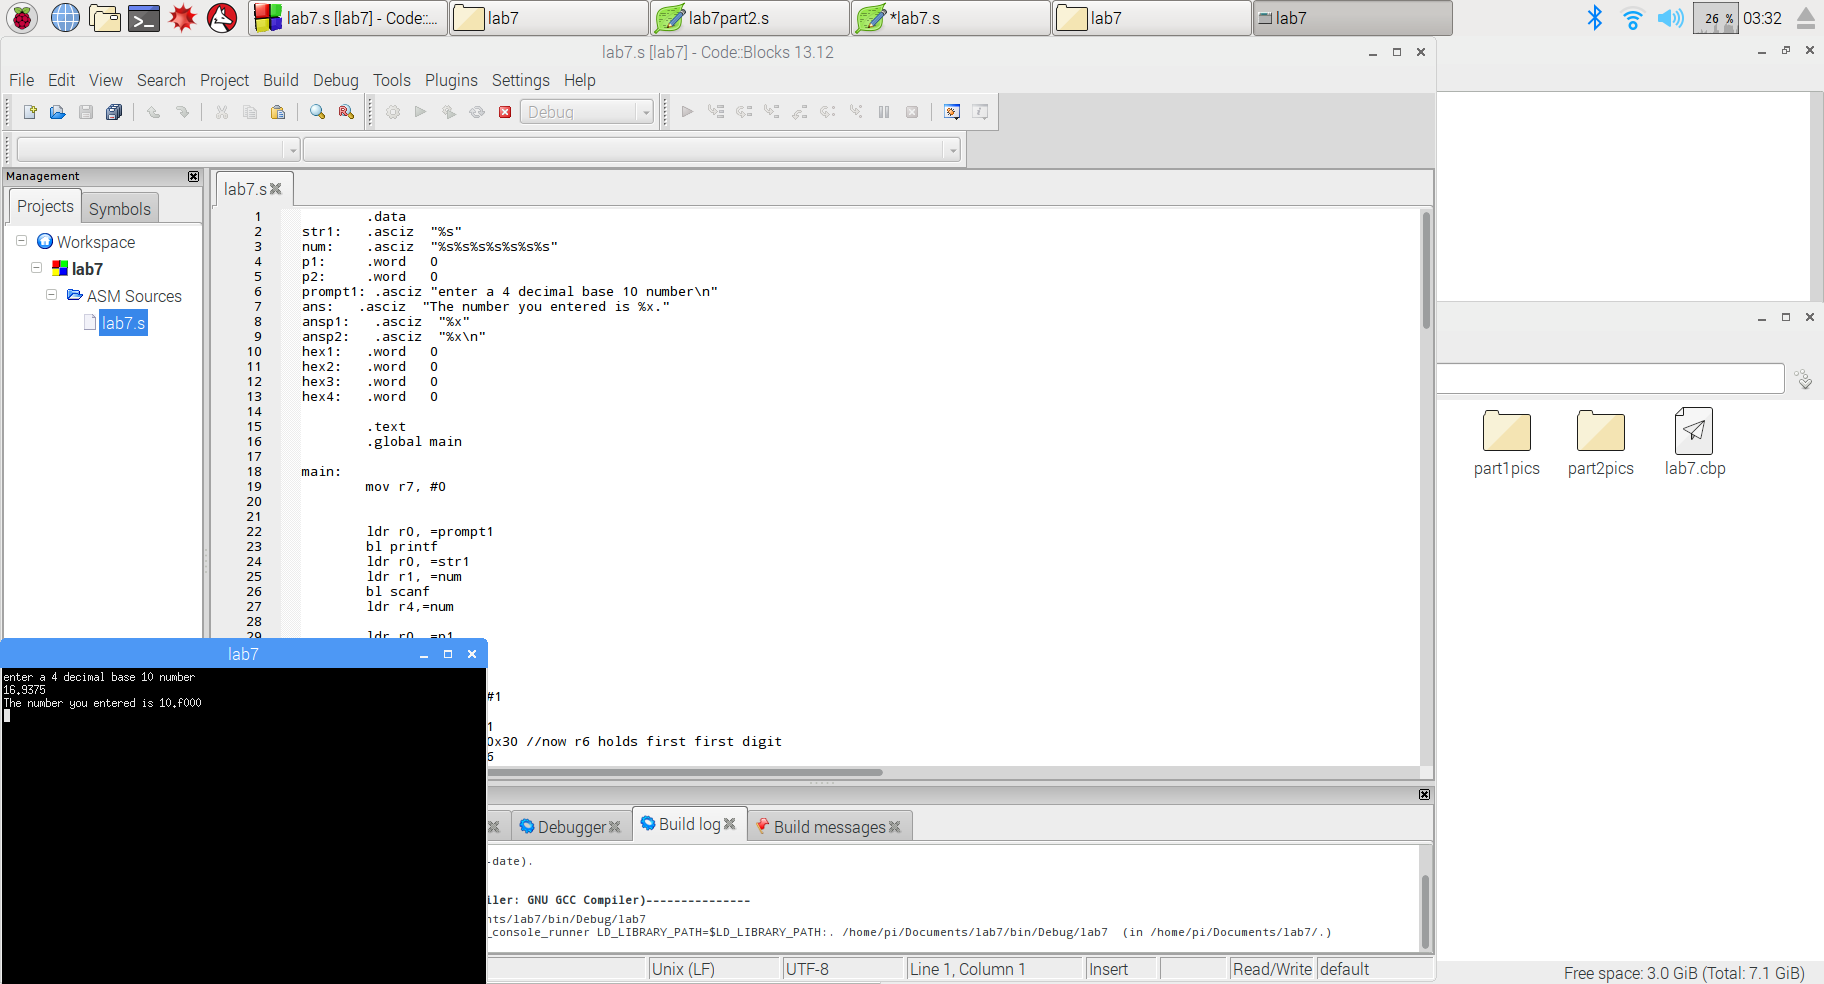 lab7.s [lab7] - Code::...
lab7
lab7part2.s
*lab7.s
lab7
lab7
26 %
03:32
lab7.s [lab7] - Code::Blocks 13.12
File Edit View Search Project Build Debug Tools Plugins Settings Help
Debug
Management
Projects
Symbols
Workspace
lab7
ASM Sources
lab7.s
lab7.s
1 .data
2 str1: .asciz "%s"
3 num: .asciz "%s%s%s%s%s%s%s"
4 p1: .word 0
5 p2: .word 0
6 prompt1: .asciz "enter a 4 decimal base 10 number\n"
7 ans: .asciz "The number you entered is %x."
8 ansp1: .asciz "%x"
9 ansp2: .asciz "%x\n"
10 hex1: .word 0
11 hex2: .word 0
12 hex3: .word 0
13 hex4: .word 0
14
15 .text
16 .global main
17
18 main:
19 mov r7, #0
20
21
22 ldr r0, =prompt1
23 bl printf
24 ldr r0, =str1
25 ldr r1, =num
26 bl scanf
27 ldr r4,=num
28
29 ldr r0, =p1
#1
1
0x30 //now r6 holds first first digit
6
lab7
enter a 4 decimal base 10 number
16.9375
The number you entered is 10.f000
Debugger
Build log
Build messages
-date).
iler: GNU GCC Compiler)---------------
nts/lab7/bin/Debug/lab7
_console_runner LD_LIBRARY_PATH=$LD_LIBRARY_PATH:. /home/pi/Documents/lab7/bin/Debug/lab7 (in /home/pi/Documents/lab7/.)
Unix (LF)
UTF-8
Line 1, Column 1
Insert
Read/Write
default
part1pics
part2pics
lab7.cbp
Free space: 3.0 GiB (Total: 7.1 GiB)